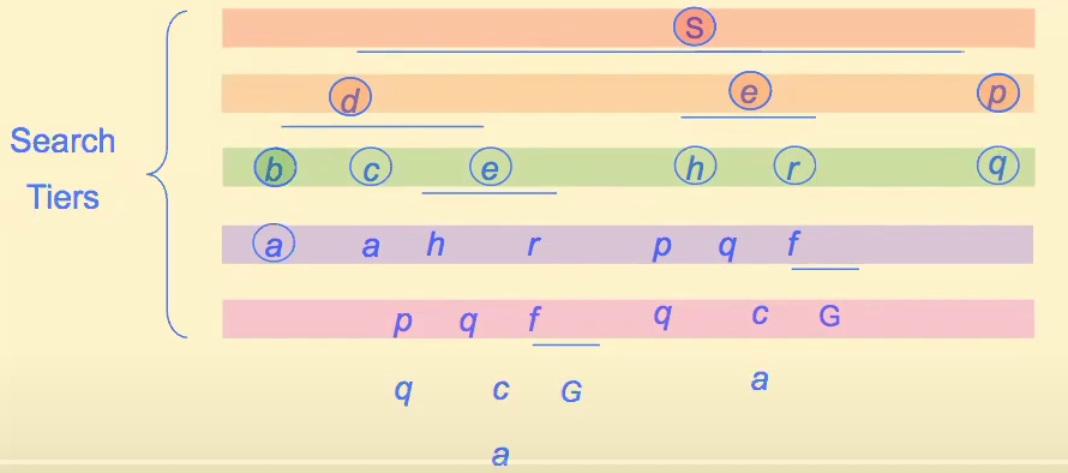 S
d e p
Search
b c e h r q
Tiers
a a h r p q f
p q f q c G
q c G a
a